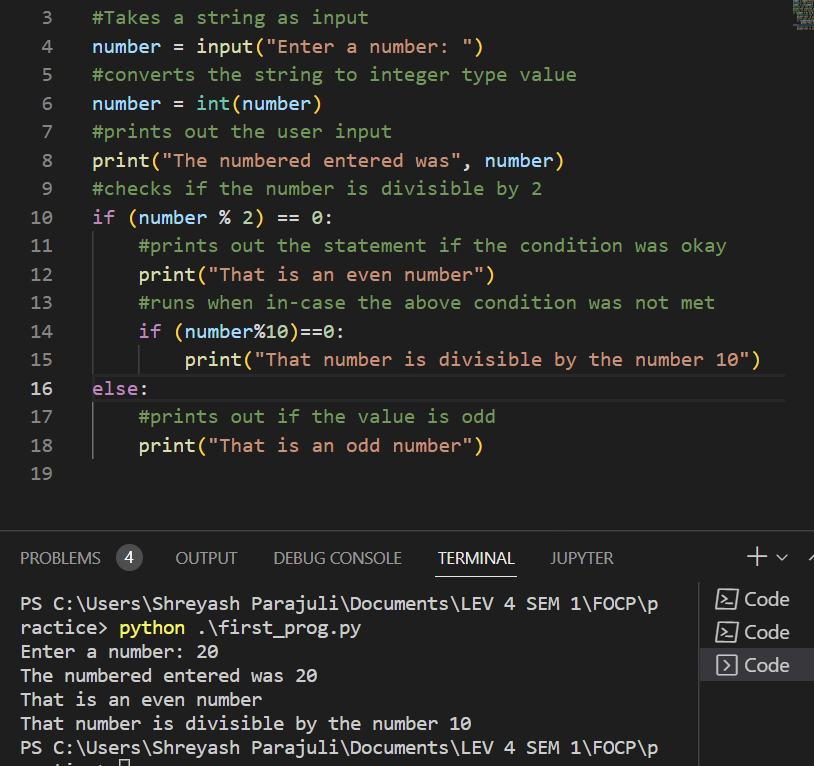 3 #Takes a string as input
4 number = input("Enter a number: ")
5 #converts the string to integer type value
6 number = int(number)
7 #prints out the user input
8 print("The numbered entered was", number)
9 #checks if the number is divisible by 2
10 if (number % 2) == 0:
11     #prints out the statement if the condition was okay
12     print("That is an even number")
13     #runs when in-case the above condition was not met
14     if (number%10)==0:
15         print("That number is divisible by the number 10")
16 else:
17     #prints out if the value is odd
18     print("That is an odd number")
19
PROBLEMS 4 OUTPUT DEBUG CONSOLE TERMINAL JUPYTER
PS C:\Users\Shreyash Parajuli\Documents\LEV 4 SEM 1\FOCP\p
ractice> python .\first_prog.py
Enter a number: 20
The numbered entered was 20
That is an even number
That number is divisible by the number 10
PS C:\Users\Shreyash Parajuli\Documents\LEV 4 SEM 1\FOCP\p
Code
Code
Code